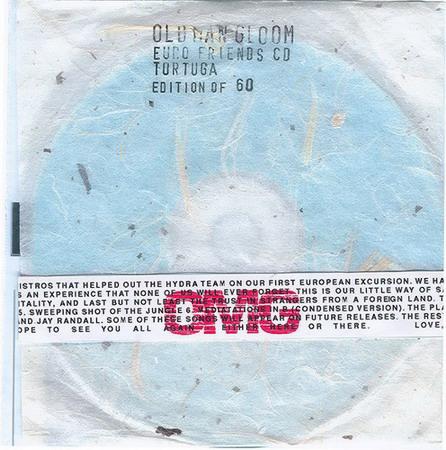 OLD MAN GLOOM
EURO FRIENDS CD
TORTUGA
EDITION OF 60
ISTROS THAT HELPED OUT THE HYDRA TEAM ON OUR FIRST EUROPEAN EXCURSION. WE HA
S AN EXPERIENCE THAT NONE OF US WILL EVER FORGET. THIS IS OUR LITTLE WAY OF SA
ITALITY, AND LAST BUT NOT LEAST THE TRUST IN STRANGERS FROM A FOREIGN LAND. T
5. SWEEPING SHOT OF THE JUNGLE 6. MEDITATIONS IN (CONDENSED VERSION). THE PLA
AND JAY RANDALL. SOME OF THESE SONGS WILL APPEAR ON FUTURE RELEASES. THE REST
OPE TO SEE YOU ALL AGAIN EITHER HERE OR THERE. LOVE,
OMG